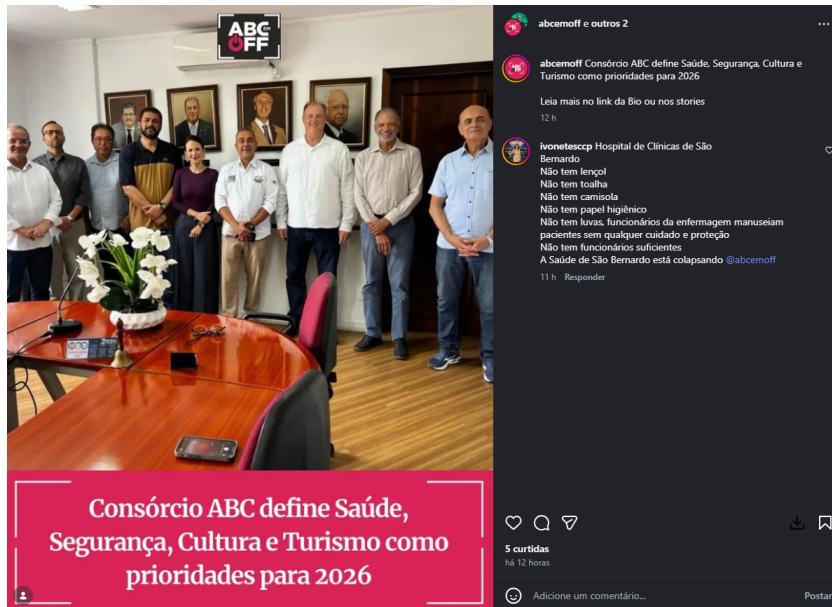 ABC EM
OFF
2026
Consórcio ABC define Saúde,
Segurança, Cultura e Turismo como
prioridades para 2026
abcemoff e outros 2
abcemoff Consórcio ABC define Saúde, Segurança, Cultura e
Turismo como prioridades para 2026
Leia mais no link da Bio ou nos stories
12 h
ivonetesccp Hospital de Clínicas de São
Bernardo
Não tem lençol
Não tem toalha
Não tem camisola
Não tem papel higiênico
Não tem luvas, funcionários da enfermagem manuseiam
pacientes sem qualquer cuidado e proteção
Não tem funcionários suficientes
A Saúde de São Bernardo está colapsando @abcemoff
11 h Responder
5 curtidas
há 12 horas
Adicione um comentário... Postar